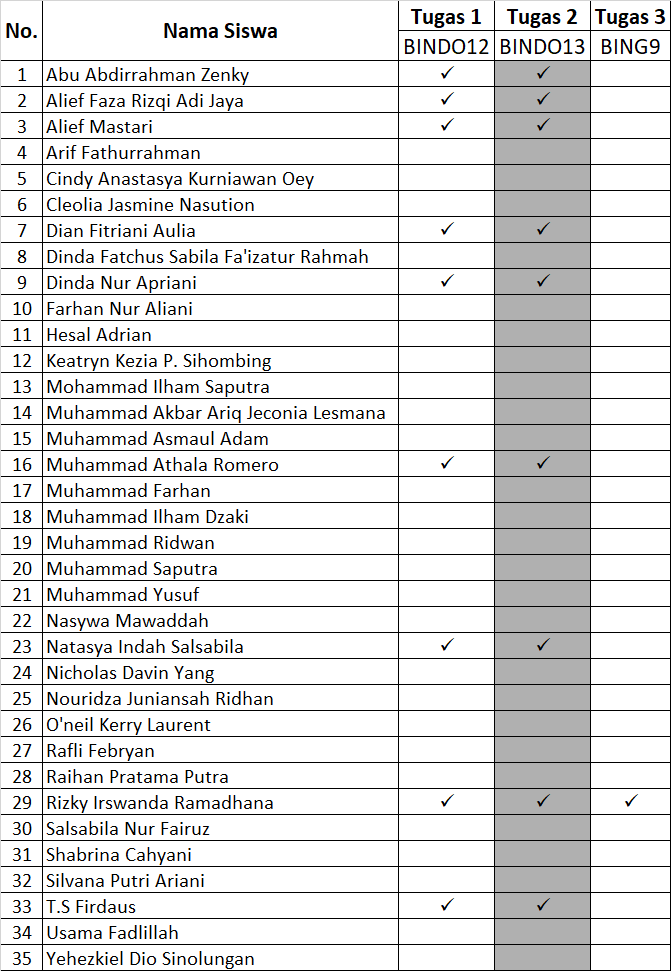 No. Nama Siswa Tugas 1 Tugas 2 Tugas 3
BINDO12 BINDO13 BING9
1 Abu Abdirrahman Zenky ✓ ✓
2 Alief Faza Rizqi Adi Jaya ✓ ✓
3 Alief Mastari ✓ ✓
4 Arif Fathurrahman
5 Cindy Anastasya Kurniawan Oey
6 Cleolia Jasmine Nasution
7 Dian Fitriani Aulia ✓ ✓
8 Dinda Fatchus Sabila Fa'izatur Rahmah
9 Dinda Nur Apriani ✓ ✓
10 Farhan Nur Aliani
11 Hesal Adrian
12 Keatryn Kezia P. Sihombing
13 Mohammad Ilham Saputra
14 Muhammad Akbar Ariq Jeconia Lesmana
15 Muhammad Asmaul Adam
16 Muhammad Athala Romero ✓ ✓
17 Muhammad Farhan
18 Muhammad Ilham Dzaki
19 Muhammad Ridwan
20 Muhammad Saputra
21 Muhammad Yusuf
22 Nasywa Mawaddah
23 Natasya Indah Salsabila ✓ ✓
24 Nicholas Davin Yang
25 Nouridza Juniansah Ridhan
26 O'neil Kerry Laurent
27 Rafli Febryan
28 Raihan Pratama Putra
29 Rizky Irswanda Ramadhana ✓ ✓ ✓
30 Salsabila Nur Fairuz
31 Shabrina Cahyani
32 Silvana Putri Ariani
33 T.S Firdaus ✓ ✓
34 Usama Fadlillah
35 Yehezkiel Dio Sinolungan